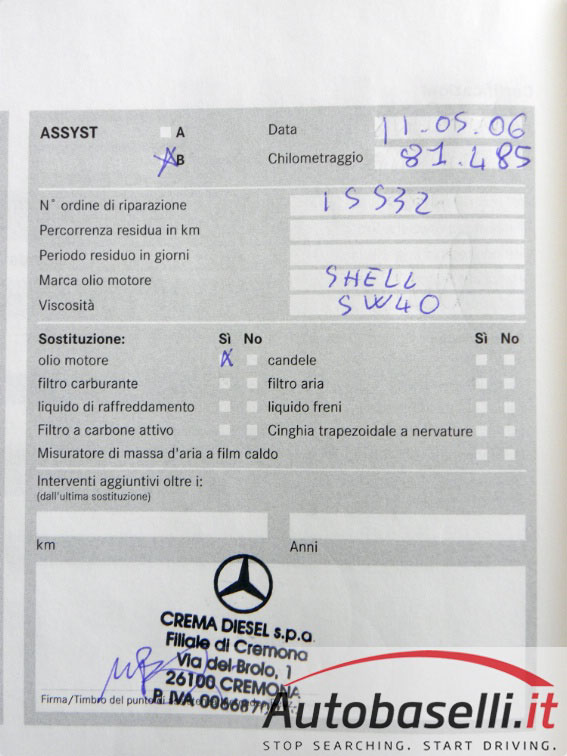 ASSYST A Data 11.05.06
B Chilometraggio 81.485
N° ordine di riparazione 15532
Percorrenza residua in km
Periodo residuo in giorni
Marca olio motore SHELL
Viscosità 5W40
Sostituzione: Sì No Sì No
olio motore X candele
filtro carburante filtro aria
liquido di raffreddamento liquido freni
Filtro a carbone attivo Cinghia trapezoidale a nervature
Misuratore di massa d'aria a film caldo
Interventi aggiuntivi oltre i:
(dall'ultima sostituzione)
km Anni
CREMA DIESEL s.p.a.
Filiale di Cremona
Via del Brolo, 1
26100 CREMONA
P. IVA
Firma/Timbro del punto di
Autobaselli.it
STOP SEARCHING. START DRIVING.